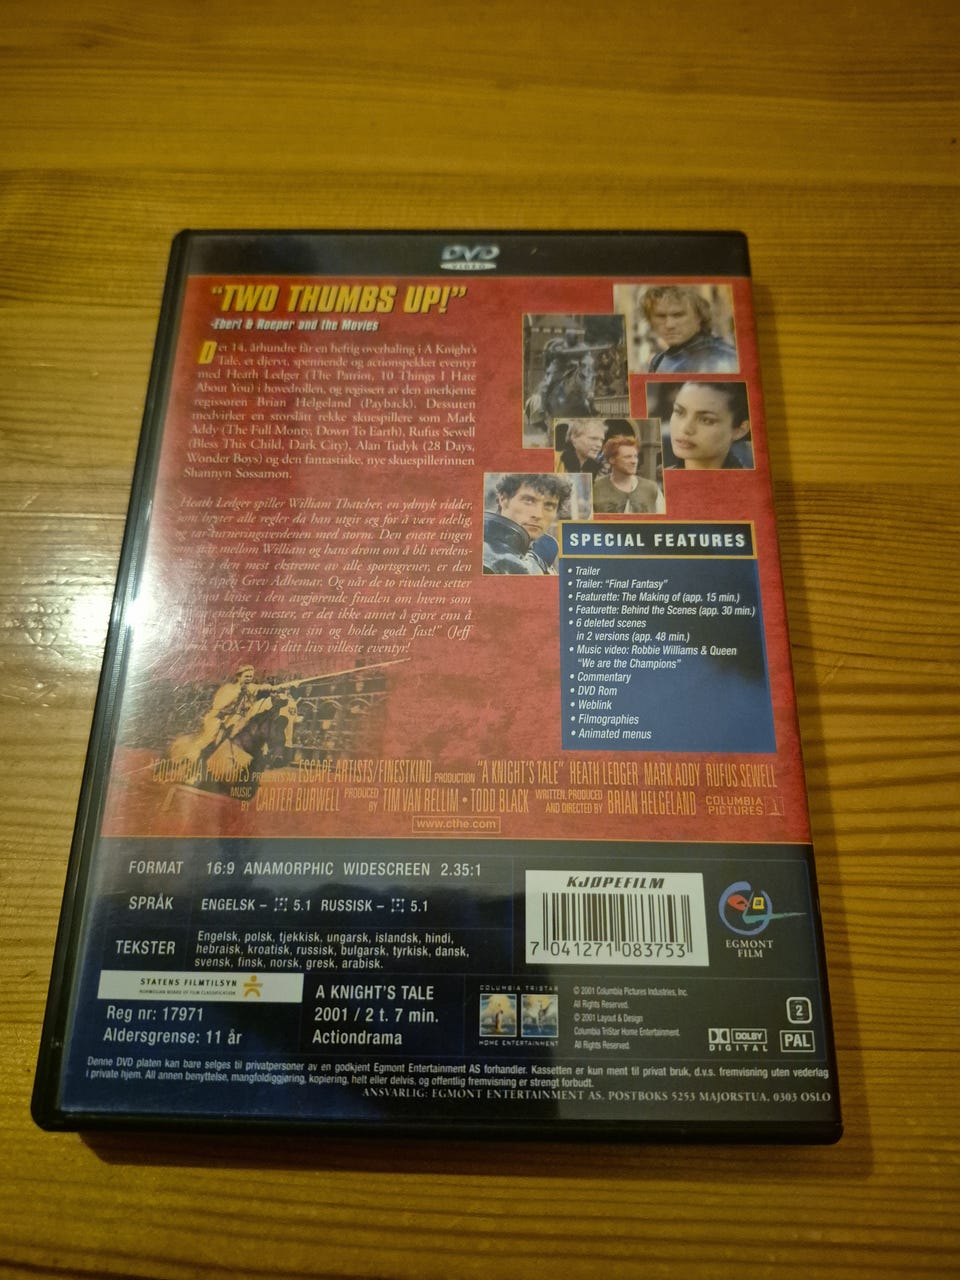 DVD
VIDEO
"TWO THUMBS UP!"
-Ebert & Roeper and the Movies
Det 14. århundre får en heftig overhaling i A Knight's
Tale, et djervt, spennende og actionspekket eventyr
med Heath Ledger (The Patriot, 10 Things I Hate
About You) i hovedrollen, og regissert av den anerkjente
regissøren Brian Helgeland (Payback). Dessuten
medvirker en storslått rekke skuespillere som Mark
Addy (The Full Monty, Down To Earth), Rufus Sewell
(Bless This Child, Dark City), Alan Tudyk (28 Days,
Wonder Boys) og den fantastiske, nye skuespillerinnen
Shannyn Sossamon.
Heath Ledger spiller William Thatcher, en ydmyk ridder,
som bryter alle regler da han utgir seg for å være adelig,
og tar turneringsverdenen med storm. Den eneste tingen
som står mellom William og hans drøm om å bli verdens-
i den mest ekstreme av alle sportsgrener, er den
Grev Adhemar. Og når de to rivalene setter
lanse i den avgjørende finalen om hvem som
mester, er det ikke annet å gjøre enn å
på rustningen sin og holde godt fast!" (Jeff
FOX-TV) i ditt livs villeste eventyr!
SPECIAL FEATURES
• Trailer
• Trailer: "Final Fantasy"
• Featurette: The Making of (app. 15 min.)
• Featurette: Behind the Scenes (app. 30 min.)
• 6 deleted scenes
in 2 versions (app. 48 min.)
• Music video: Robbie Williams & Queen
"We are the Champions"
• Commentary
• DVD Rom
• Weblink
• Filmographies
• Animated menus
COLUMBIA PICTURES PRESENTS AN ESCAPE ARTISTS/FINESTKIND PRODUCTION "A KNIGHT'S TALE" HEATH LEDGER MARK ADDY RUFUS SEWELL
MUSIC BY CARTER BURWELL PRODUCED BY TIM VAN RELLIM • TODD BLACK WRITTEN, PRODUCED AND DIRECTED BY BRIAN HELGELAND COLUMBIA PICTURES
www.cthe.com
FORMAT 16:9 ANAMORPHIC WIDESCREEN 2.35:1
SPRÅK ENGELSK - 5.1 RUSSISK - 5.1
TEKSTER Engelsk, polsk, tjekkisk, ungarsk, islandsk, hindi,
hebraisk, kroatisk, russisk, bulgarsk, tyrkisk, dansk,
svensk, finsk, norsk, gresk, arabisk.
KJØPEFILM
7 041271 083753
EGMONT
FILM
STATENS FILMTILSYN
NORWEGIAN BOARD OF FILM CLASSIFICATION
Reg nr: 17971
Aldersgrense: 11 år
A KNIGHT'S TALE
2001 / 2 t. 7 min.
Actiondrama
COLUMBIA TRISTAR
HOME ENTERTAINMENT
© 2001 Columbia Pictures Industries, Inc.
All Rights Reserved.
© 2001 Layout & Design
Columbia TriStar Home Entertainment.
All Rights Reserved.
2
DOLBY
DIGITAL
PAL
Denne DVD platen kan bare selges til privatpersoner av en godkjent Egmont Entertainment AS forhandler. Kassetten er kun ment til privat bruk, d.v.s. fremvisning uten vederlag
i private hjem. All annen benyttelse, mangfoldiggjøring, kopiering, helt eller delvis, og offentlig fremvisning er strengt forbudt.
ANSVARLIG: EGMONT ENTERTAINMENT AS, POSTBOKS 5253 MAJORSTUA, 0303 OSLO